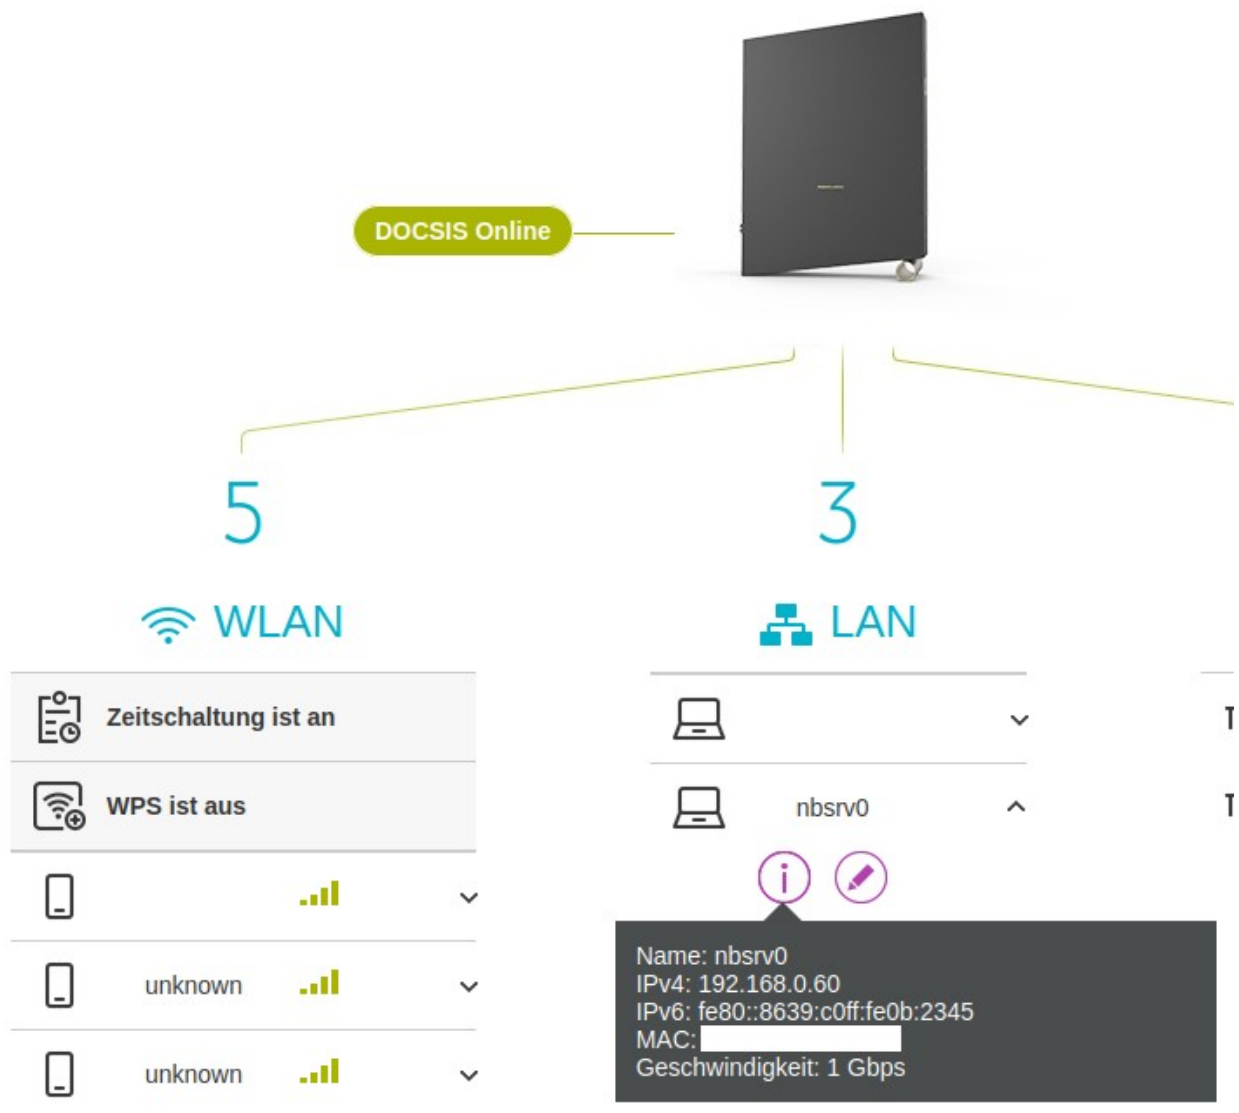 DOCSIS Online
5
WLAN
Zeitschaltung ist an
WPS ist aus
unknown
unknown
3
LAN
nbsrv0
Name: nbsrv0
IPv4: 192.168.0.60
IPv6: fe80::8639:c0ff:fe0b:2345
MAC:
Geschwindigkeit: 1 Gbps